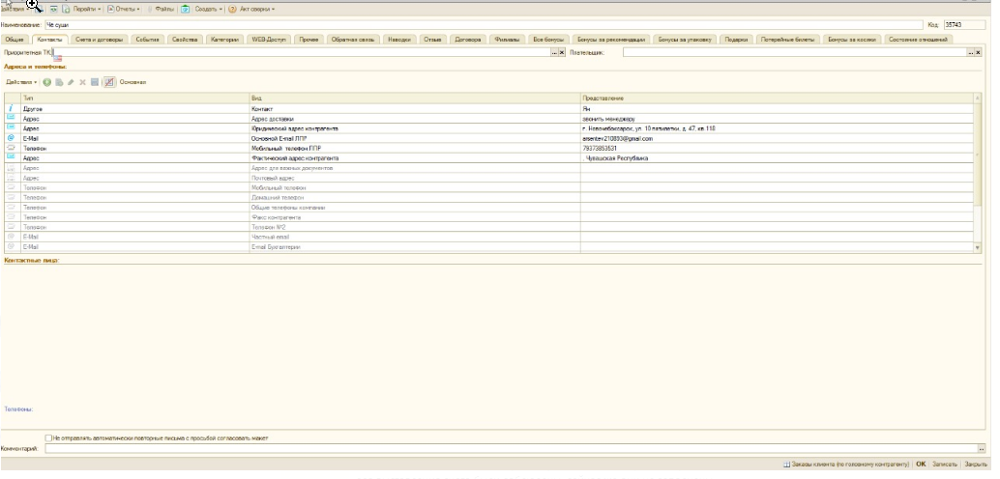 Действия Перейти Отчеты Файлы Создать Акт сверки
Наименование: Че суши Код: 35743
Общие Контакты Счета и договоры События Свойства Категории WEB-Доступ Прочее Обратная связь Наводки Отзыв Договора Филиалы Все бонусы Бонусы за рекомендации Бонусы за упаковку Подарки Лотерейные билеты Бонусы за косяки Состояние отношений
Приоритетная ТК: ... x Плательщик: ... x
Адреса и телефоны:
Действия Основная
Тип Вид Представление
Другое Контакт Ян
Адрес Адрес доставки звонить менеджеру
Адрес Юридический адрес контрагента г. Новочебоксарск, ул. 10 пятилетки, д. 47, кв.110
E-Mail Основной E-mail ЛПР arsentev210893@gmail.com
Телефон Мобильный телефон ЛПР 79373853531
Адрес Фактический адрес контрагента , Чувашская Республика
Адрес Адрес для важных документов
Адрес Почтовый адрес
Телефон Мобильный телефон
Телефон Домашний телефон
Телефон Общие телефоны компании
Телефон Факс контрагента
Телефон Телефон №2
E-Mail Частный email
E-Mail E-mail Бухгалтерии
Контактные лица:
Телефоны:
Не отправлять автоматически повторные письма с просьбой согласовать макет
Комментарий: ...
Заказы клиента (по головному контрагенту) OK Записать Закрыть